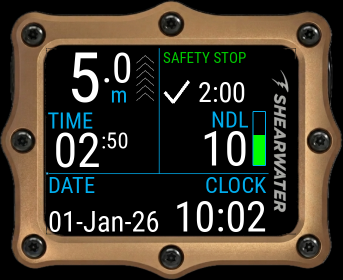 5.0 m
SAFETY STOP
✓ 2:00
TIME
02:50
NDL
10
DATE
01-Jan-26
CLOCK
10:02
SHEARWATER